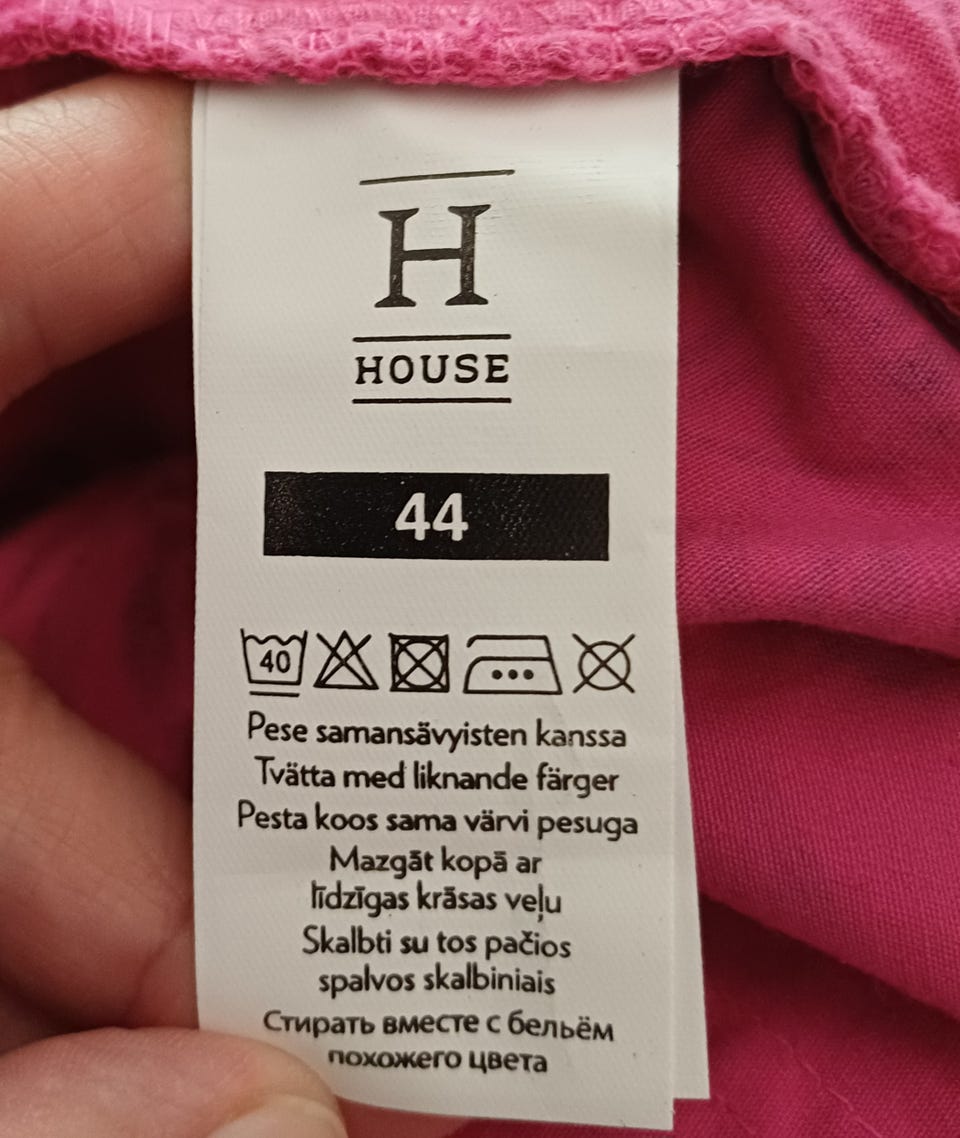 H
HOUSE
44
40
Pese samansävyisten kanssa
Tvätta med liknande färger
Pesta koos sama värvi pesuga
Mazgāt kopā ar
līdzīgas krāsas veļu
Skalbti su tos pačios
spalvos skalbiniais
Стирать вместе с бельём
похожего цвета